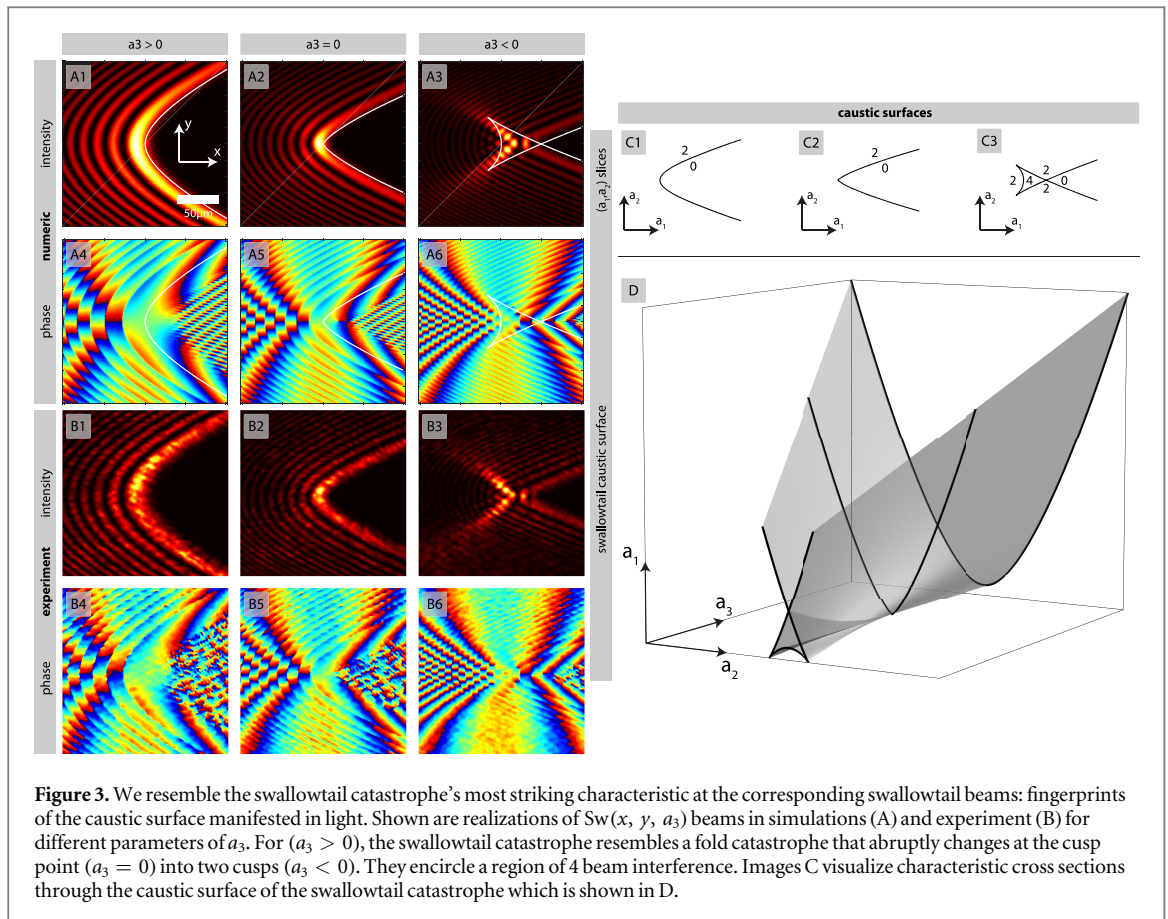 a3 > 0
a3 = 0
a3 < 0
numeric
intensity
A1
y
x
50μm
A2
A3
phase
A4
A5
A6
experiment
intensity
B1
B2
B3
phase
B4
B5
B6
caustic surfaces
(a₁,a₂) slices
C1
2
0
a₂
a₁
C2
2
0
a₂
a₁
C3
2
2 4 0
2
a₂
a₁
swallowtail caustic surface
D
a₁
a₃
a₂
Figure 3. We resemble the swallowtail catastrophe's most striking characteristic at the corresponding swallowtail beams: fingerprints
of the caustic surface manifested in light. Shown are realizations of Sw(x, y, a₃) beams in simulations (A) and experiment (B) for
different parameters of a₃. For (a₃ > 0), the swallowtail catastrophe resembles a fold catastrophe that abruptly changes at the cusp
point (a₃ = 0) into two cusps (a₃ < 0). They encircle a region of 4 beam interference. Images C visualize characteristic cross sections
through the caustic surface of the swallowtail catastrophe which is shown in D.